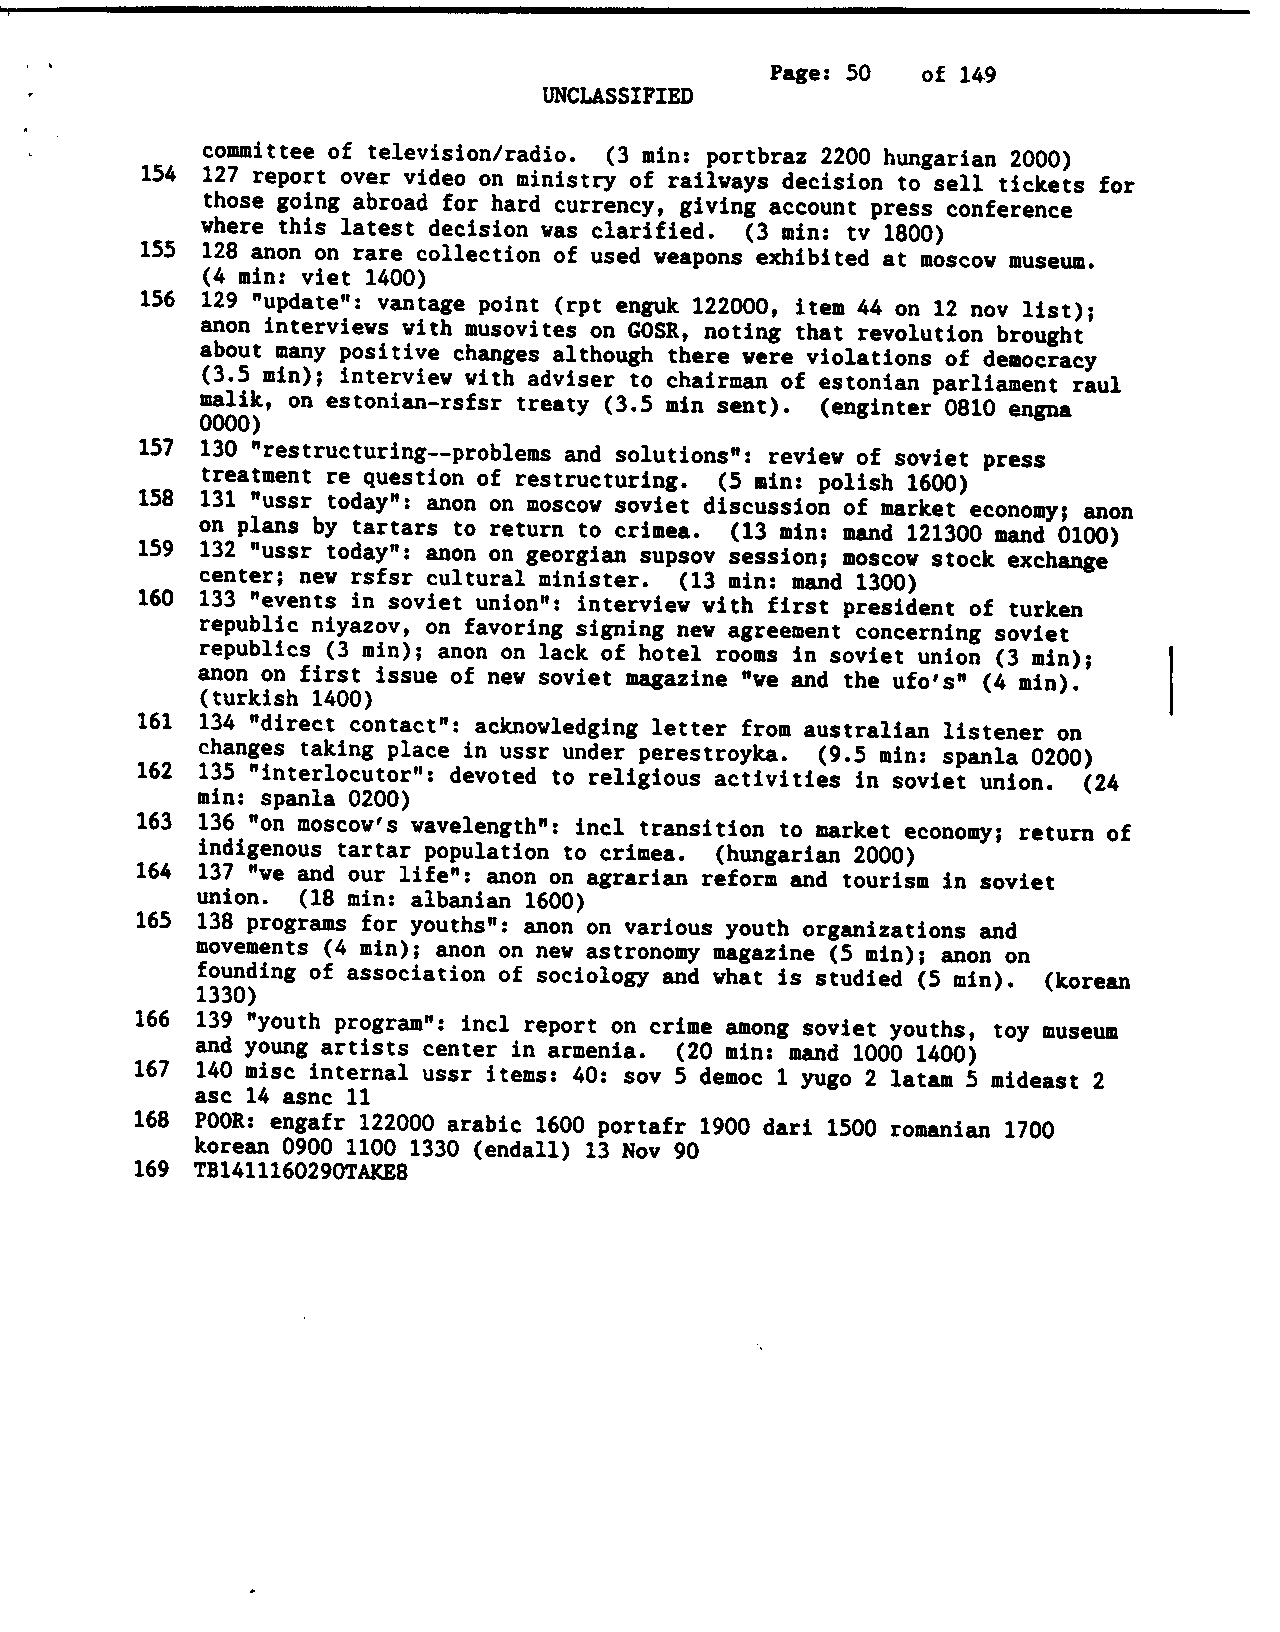 Page: 50 of 149
UNCLASSIFIED
committee of television/radio. (3 min: portbraz 2200 hungarian 2000)
154 127 report over video on ministry of railways decision to sell tickets for
those going abroad for hard currency, giving account press conference
where this latest decision was clarified. (3 min: tv 1800)
155 128 anon on rare collection of used weapons exhibited at moscow museum.
(4 min: viet 1400)
156 129 "update": vantage point (rpt enguk 122000, item 44 on 12 nov list);
anon interviews with musovites on GOSR, noting that revolution brought
about many positive changes although there were violations of democracy
(3.5 min); interview with adviser to chairman of estonian parliament raul
malik, on estonian-rsfsr treaty (3.5 min sent). (enginter 0810 engna
0000)
157 130 "restructuring--problems and solutions": review of soviet press
treatment re question of restructuring. (5 min: polish 1600)
158 131 "ussr today": anon on moscow soviet discussion of market economy; anon
on plans by tartars to return to crimea. (13 min: mand 121300 mand 0100)
159 132 "ussr today": anon on georgian supsov session; moscow stock exchange
center; new rsfsr cultural minister. (13 min: mand 1300)
160 133 "events in soviet union": interview with first president of turken
republic niyazov, on favoring signing new agreement concerning soviet
republics (3 min); anon on lack of hotel rooms in soviet union (3 min);
anon on first issue of new soviet magazine "we and the ufo's" (4 min).
(turkish 1400)
161 134 "direct contact": acknowledging letter from australian listener on
changes taking place in ussr under perestroyka. (9.5 min: spanla 0200)
162 135 "interlocutor": devoted to religious activities in soviet union. (24
min: spanla 0200)
163 136 "on moscow's wavelength": incl transition to market economy; return of
indigenous tartar population to crimea. (hungarian 2000)
164 137 "we and our life": anon on agrarian reform and tourism in soviet
union. (18 min: albanian 1600)
165 138 programs for youths": anon on various youth organizations and
movements (4 min); anon on new astronomy magazine (5 min); anon on
founding of association of sociology and what is studied (5 min). (korean
1330)
166 139 "youth program": incl report on crime among soviet youths, toy museum
and young artists center in armenia. (20 min: mand 1000 1400)
167 140 misc internal ussr items: 40: sov 5 democ 1 yugo 2 latam 5 mideast 2
asc 14 asnc 11
168 POOR: engafr 122000 arabic 1600 portafr 1900 dari 1500 romanian 1700
korean 0900 1100 1330 (endall) 13 Nov 90
169 TB1411160290TAKE8